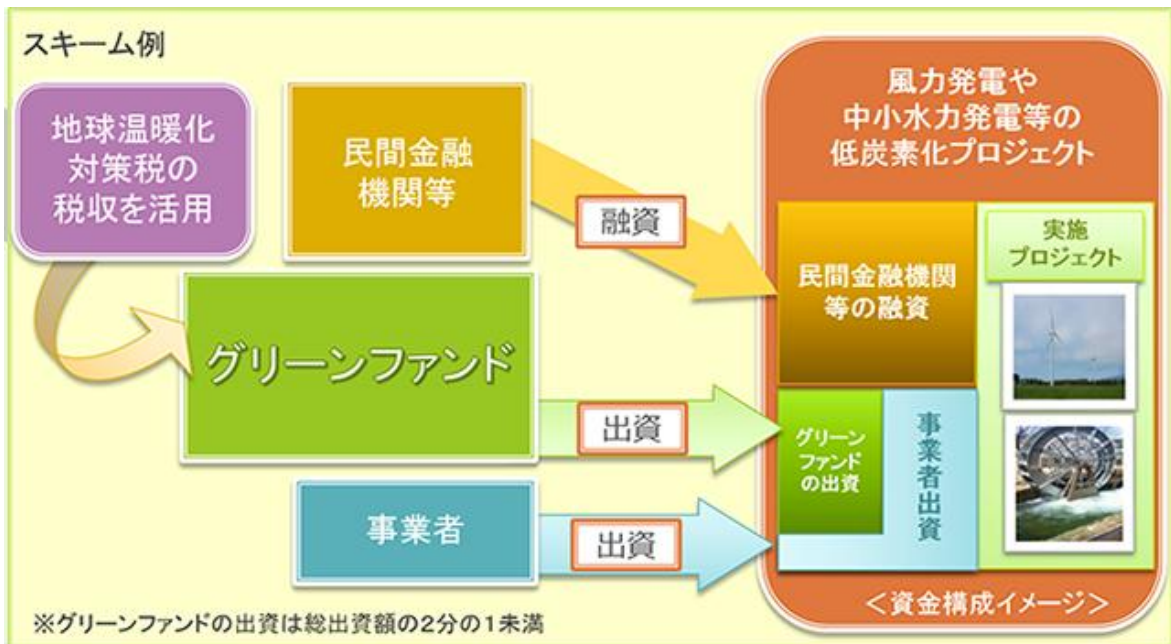 スキーム例
地球温暖化
対策税の
税収を活用
民間金融
機関等
融資
グリーンファンド
出資
事業者
出資
風力発電や
中小水力発電等の
低炭素化プロジェクト
民間金融機関
等の融資
グリーン
ファンド
の出資
事業者出資
実施
プロジェクト
＜資金構成イメージ＞
※グリーンファンドの出資は総出資額の2分の1未満